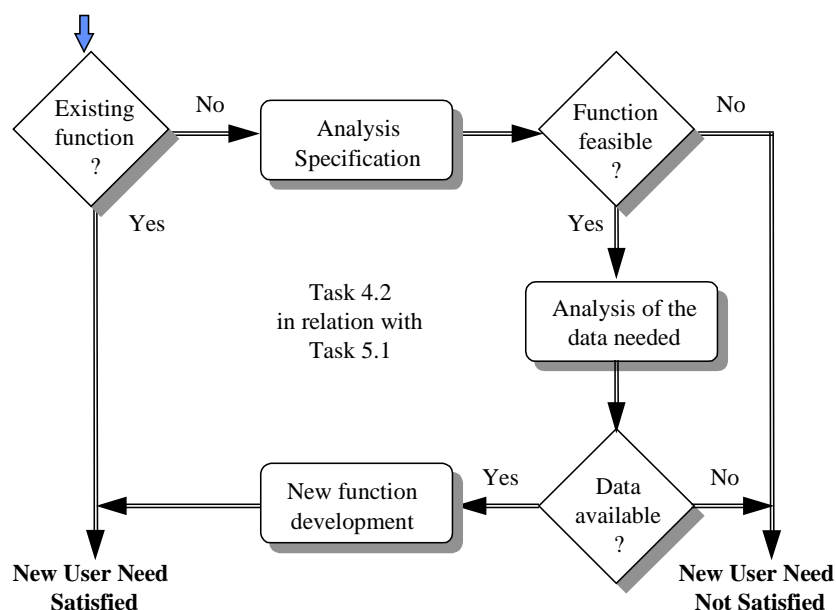 Existing
function
?
No
Analysis
Specification
Function
feasible
?
No
Yes
Yes
Task 4.2
in relation with
Task 5.1
Analysis of the
data needed
New function
development
Yes
Data
available
?
No
New User Need
Satisfied
New User Need
Not Satisfied